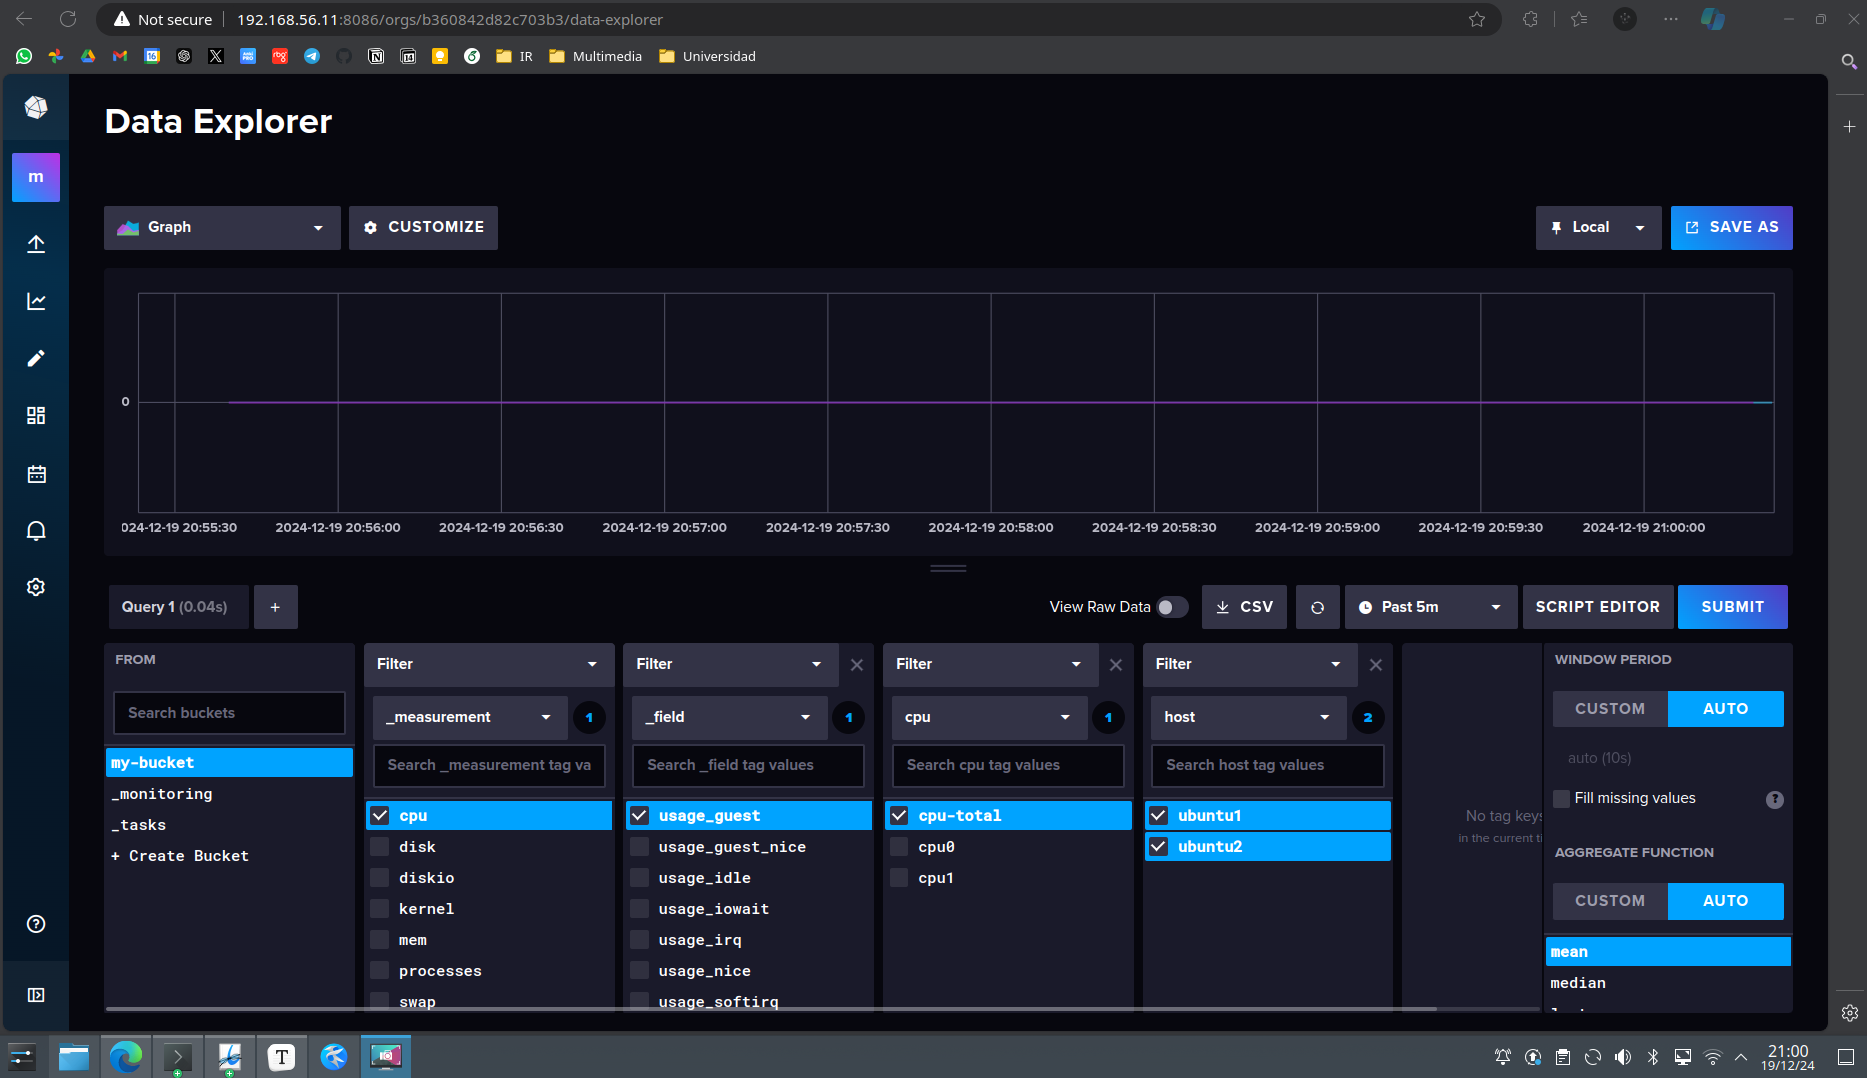 Not secure
192.168.56.11:8086/orgs/b360842d82c703b3/data-explorer
IR
Multimedia
Universidad
Data Explorer
m
Graph
CUSTOMIZE
Local
SAVE AS
0
024-12-19 20:55:30
2024-12-19 20:56:00
2024-12-19 20:56:30
2024-12-19 20:57:00
2024-12-19 20:57:30
2024-12-19 20:58:00
2024-12-19 20:58:30
2024-12-19 20:59:00
2024-12-19 20:59:30
2024-12-19 21:00:00
Query 1 (0.04s)
+
View Raw Data
CSV
Past 5m
SCRIPT EDITOR
SUBMIT
FROM
Search buckets
my-bucket
_monitoring
_tasks
+ Create Bucket
Filter
_measurement
1
Search _measurement tag va
cpu
disk
diskio
kernel
mem
processes
swap
Filter
_field
1
Search _field tag values
usage_guest
usage_guest_nice
usage_idle
usage_iowait
usage_irq
usage_nice
usage_softirq
Filter
cpu
1
Search cpu tag values
cpu-total
cpu0
cpu1
Filter
host
2
Search host tag values
ubuntu1
ubuntu2
No tag keys
in the current ti
WINDOW PERIOD
CUSTOM
AUTO
auto (10s)
Fill missing values
?
AGGREGATE FUNCTION
CUSTOM
AUTO
mean
median
T
21:00
19/12/24